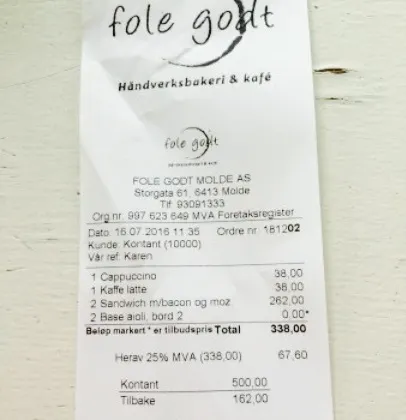 fole godt
Håndverksbakeri & kafé
fole godt
FOLE GODT MOLDE AS
Storgata 61, 6413 Molde
Tlf 93091333
Org.nr. 997 623 649 MVA Foretaksregister
Dato: 16.07.2016 11:35 Ordre nr. 181202
Kunde: Kontant (10000)
Vår ref: Karen
1 Cappuccino 38,00
1 Kaffe latte 38,00
2 Sandwich m/bacon og moz 262,00
2 Base aioli, bord 2 0,00*
Beløp markert * er tilbudspris Total 338,00
Herav 25% MVA (338,00) 67,60
Kontant 500,00
Tilbake 162,00